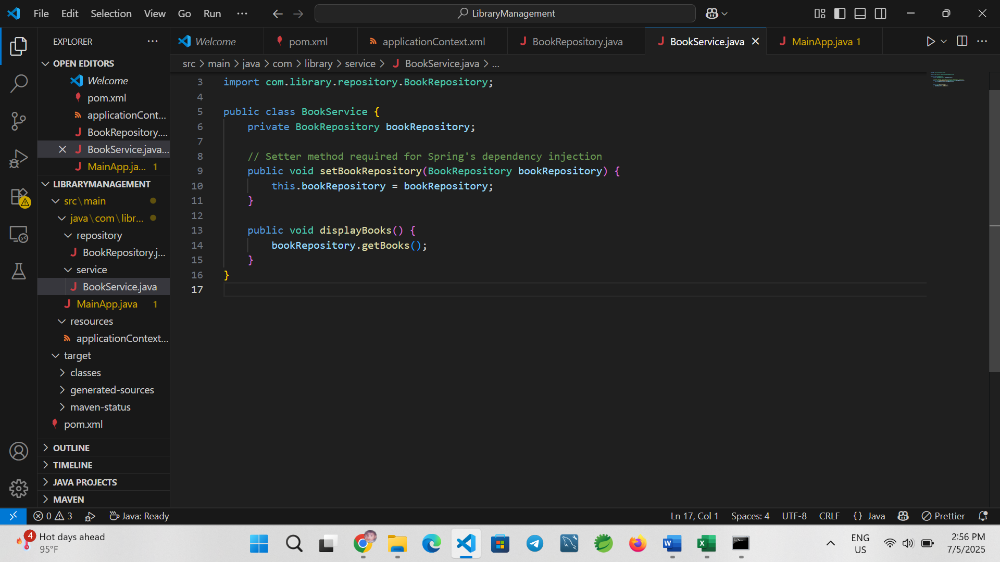 File Edit Selection View Go Run ...
LibraryManagement
EXPLORER
OPEN EDITORS
Welcome
pom.xml
applicationCont...
BookRepository....
BookService.java...
MainApp.ja... 1
LIBRARYMANAGEMENT
src\main
java\com\libr...
repository
BookRepository.j...
service
BookService.java
MainApp.java 1
resources
applicationContext...
target
classes
generated-sources
maven-status
pom.xml
OUTLINE
TIMELINE
JAVA PROJECTS
MAVEN
Welcome pom.xml applicationContext.xml BookRepository.java BookService.java MainApp.java 1
src > main > java > com > library > service > BookService.java > ...
3 import com.library.repository.BookRepository;
4
5 public class BookService {
6 private BookRepository bookRepository;
7
8 // Setter method required for Spring's dependency injection
9 public void setBookRepository(BookRepository bookRepository) {
10 this.bookRepository = bookRepository;
11 }
12
13 public void displayBooks() {
14 bookRepository.getBooks();
15 }
16 }
17
0 3 Java: Ready
Ln 17, Col 1 Spaces: 4 UTF-8 CRLF {} Java Prettier
4 Hot days ahead
95°F
ENG
US
2:56 PM
7/5/2025